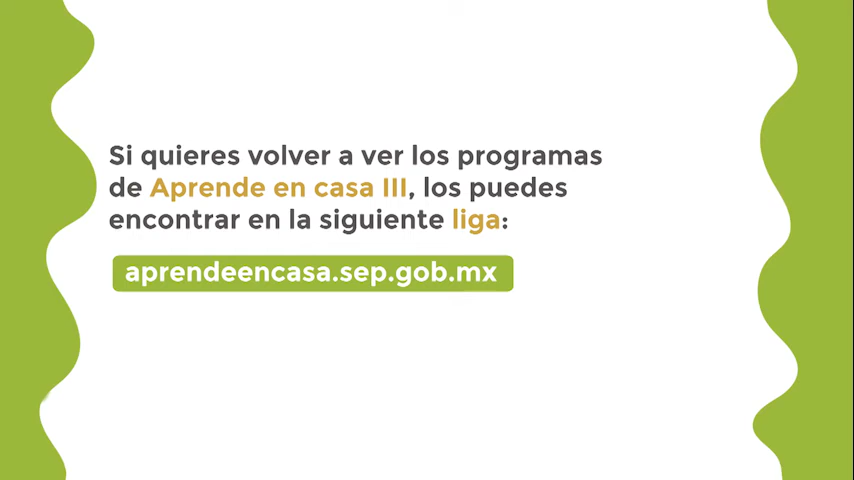 Si quieres volver a ver los programas
de Aprende en casa III, los puedes
encontrar en la siguiente liga:
aprendeencasa.sep.gob.mx